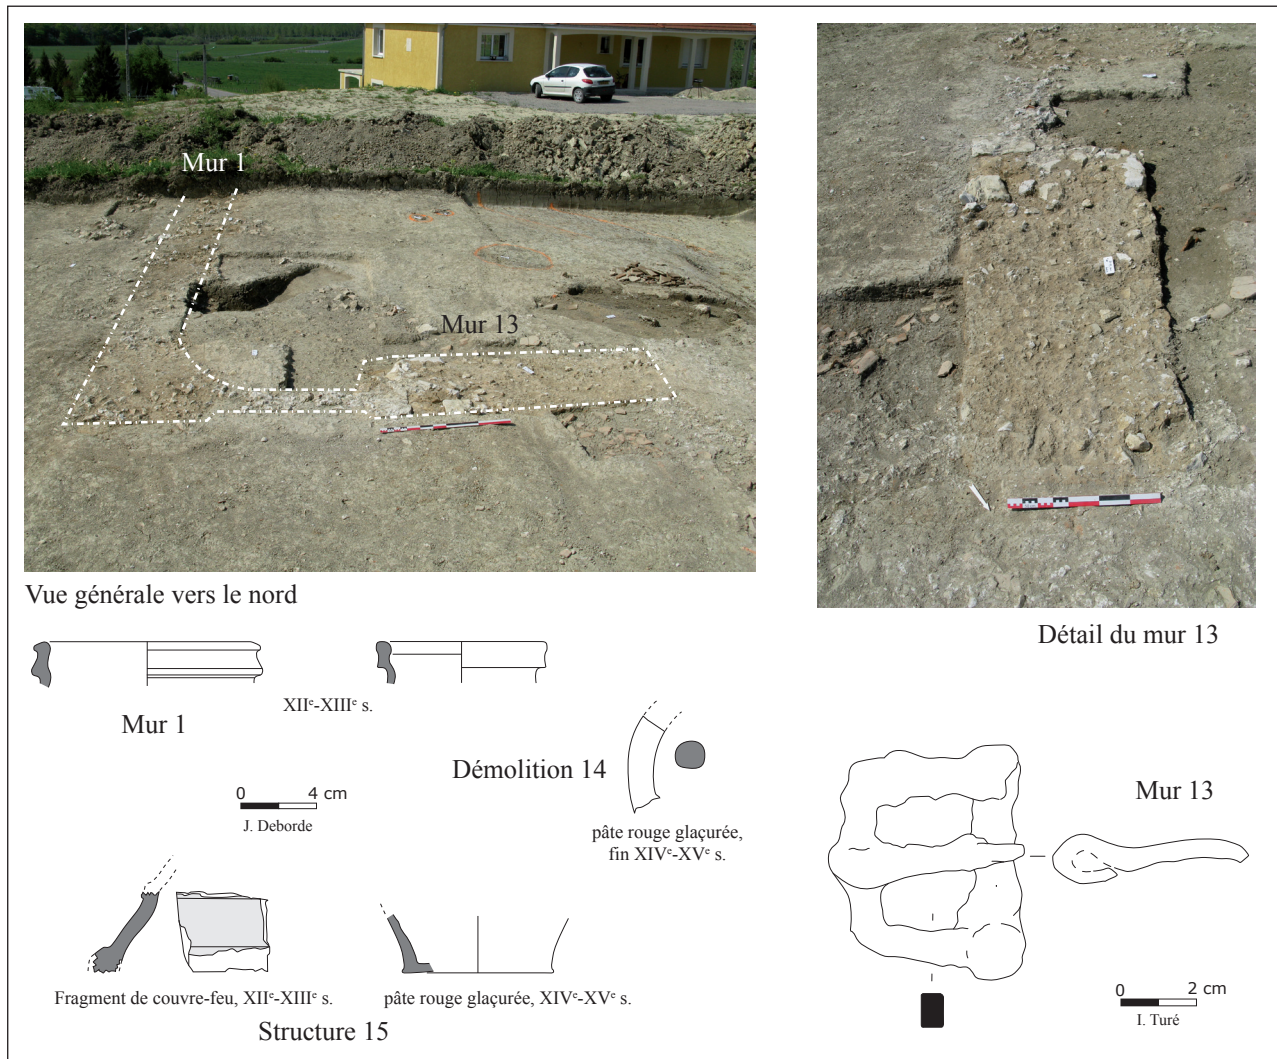 Mur 1
Mur 13
Vue générale vers le nord
Détail du mur 13
XIIe-XIIIe s.
Mur 1
Démolition 14
pâte rouge glaçurée,
fin XIVe-XVe s.
0 4 cm
J. Deborde
Mur 13
Fragment de couvre-feu, XIIe-XIIIe s.
pâte rouge glaçurée, XIVe-XVe s.
Structure 15
0 2 cm
I. Turé